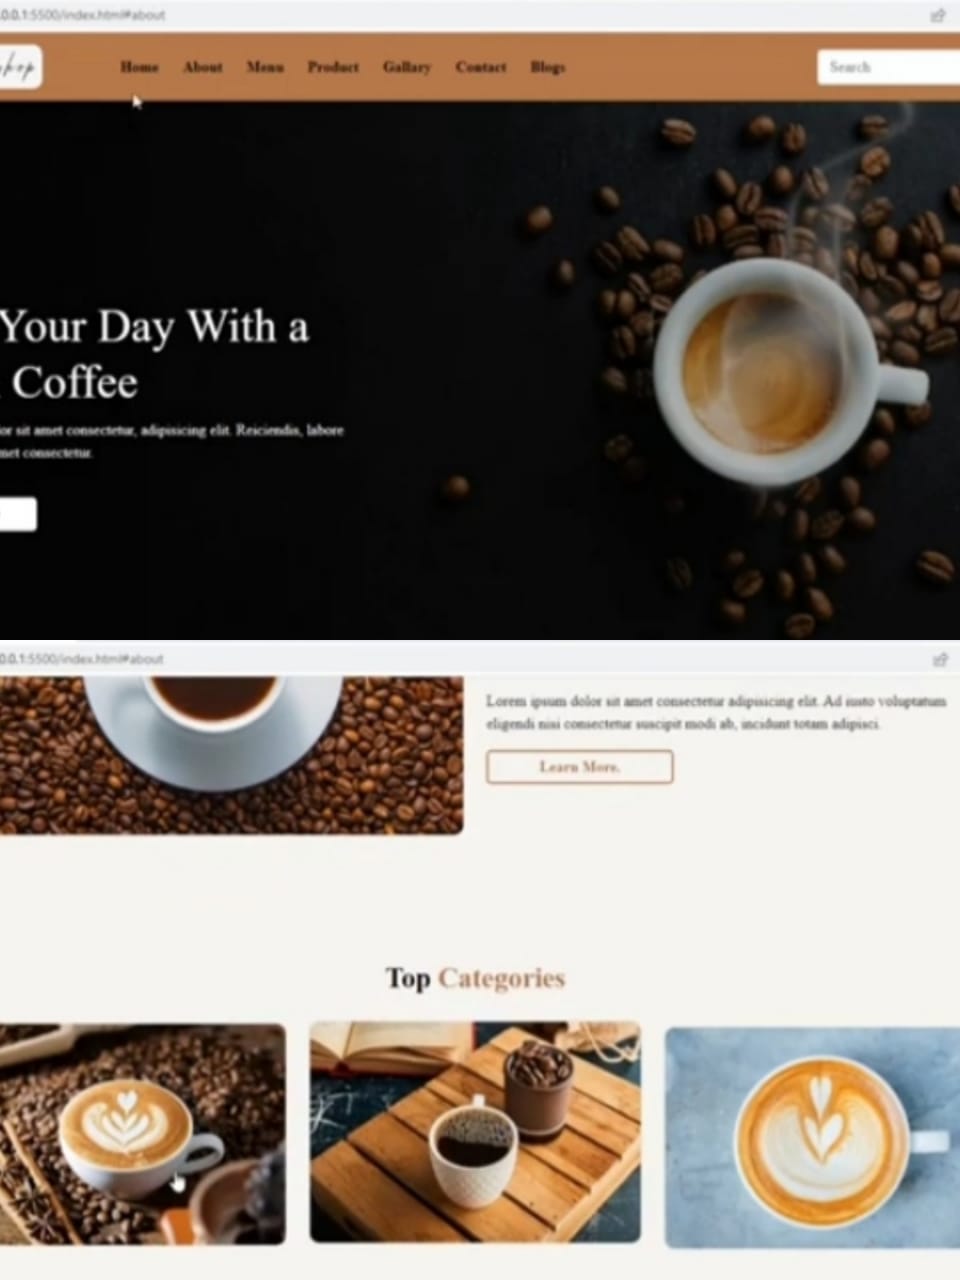 0.0.1:5500/index.html#about
shop
Home About Menu Product Gallary Contact Blogs
Search
Your Day With a
Coffee
or sit amet consectetur, adipisicing elit. Reiciendis, labore
met consectetur.
0.0.1:5500/index.html#about
Lorem ipsum dolor sit amet consectetur adipisicing elit. Ad iusto voluptatum
eligendi nisi consectetur suscipit modi ab, incidunt totam adipisci.
Learn More.
Top Categories